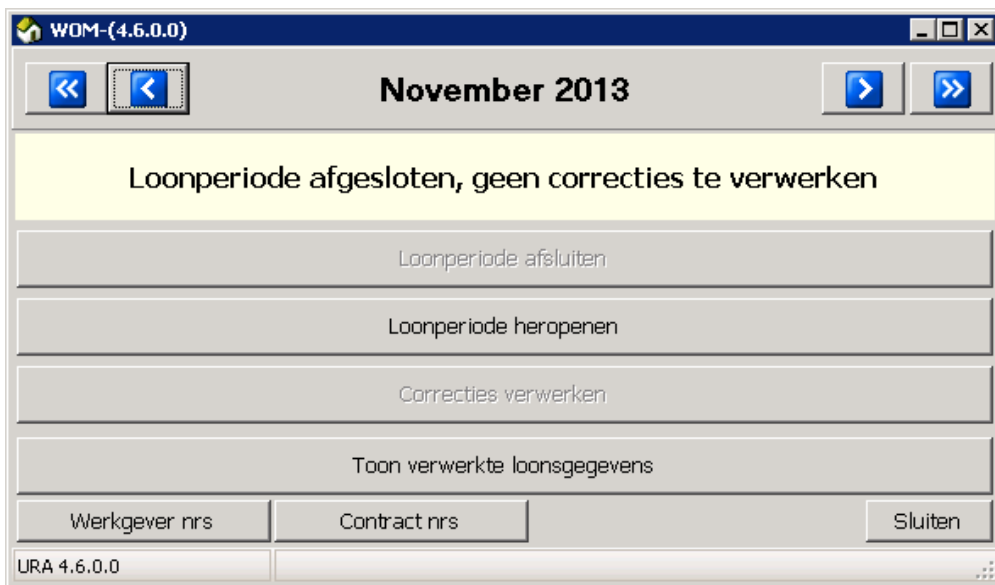 WOM-(4.6.0.0)
November 2013
Loonperiode afgesloten, geen correcties te verwerken
Loonperiode afsluiten
Loonperiode heropenen
Correcties verwerken
Toon verwerkte loonsgegevens
Werkgever nrs Contract nrs Sluiten
URA 4.6.0.0